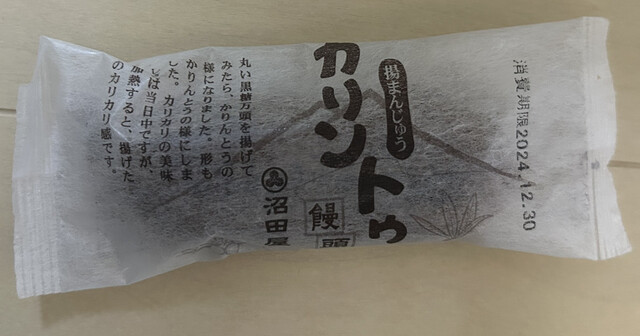 消費期限2024.12.30
揚まんじゅう
カリントウ
饅頭
沼田屋
丸い黒糖万頭を揚げて
みたら、かりんとうの
様になりました。形も
かりんとうの様にしま
した。カリカリの美味
は当日中ですが、
加熱すると、揚げた
のカリカリ感です。